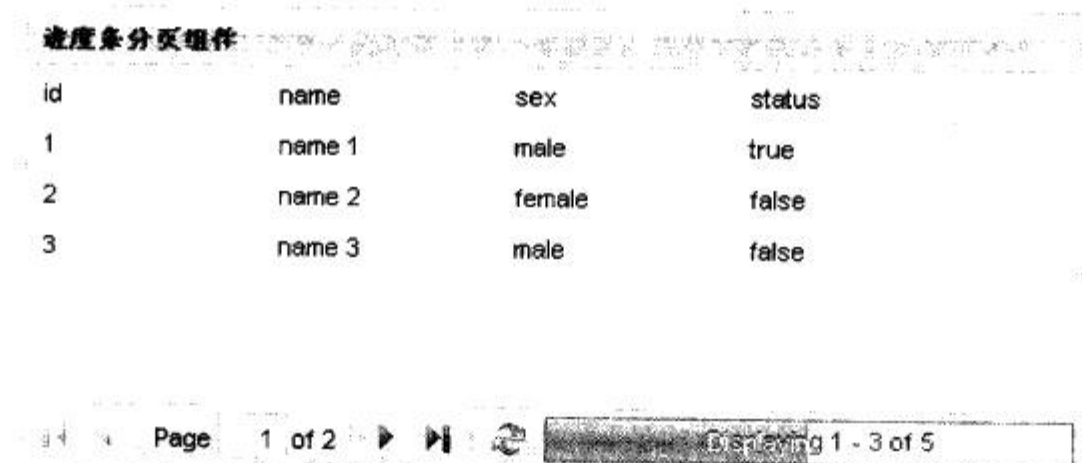 进度条分页组件
id name sex status
1 name 1 male true
2 name 2 female false
3 name 3 male false
Page 1 of 2 Displaying 1 - 3 of 5